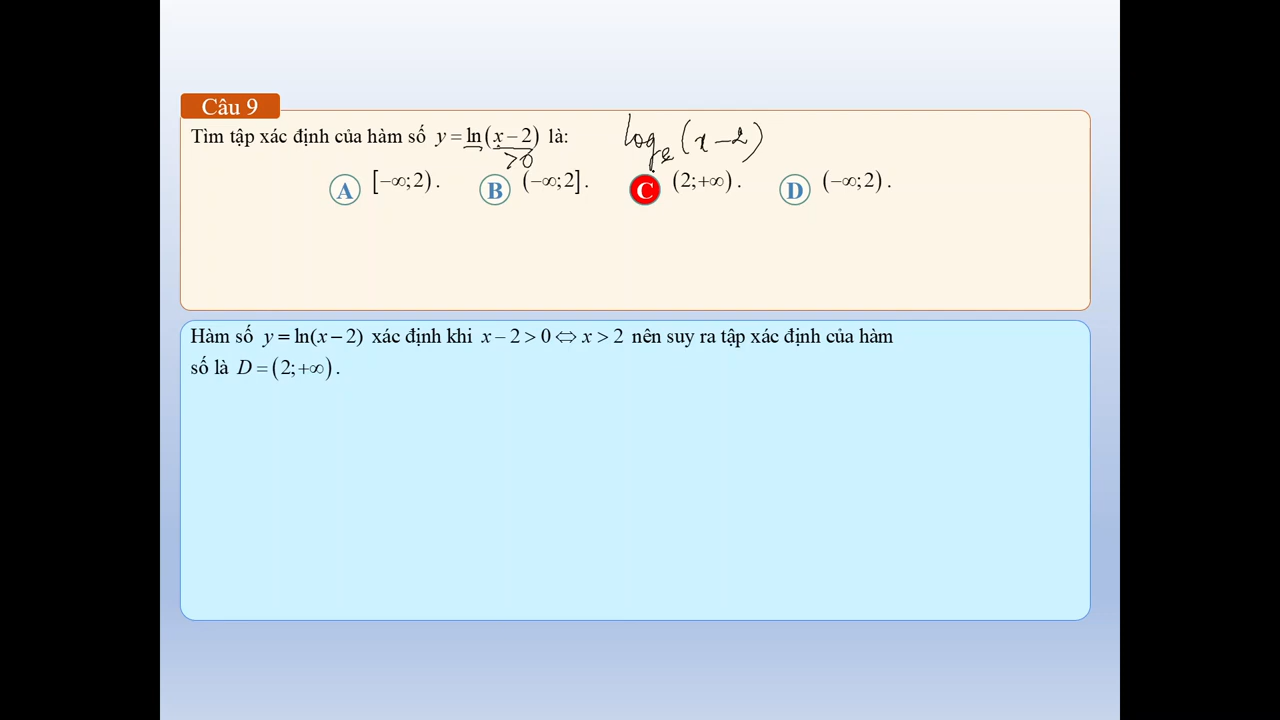 Câu 9
Tìm tập xác định của hàm số y = ln(x − 2) là: log_e (x − 2)
>0
A [−∞;2). B (−∞;2]. C (2;+∞). D (−∞;2).
Hàm số y = ln(x − 2) xác định khi x − 2 > 0 ⇔ x > 2 nên suy ra tập xác định của hàm
số là D = (2;+∞).